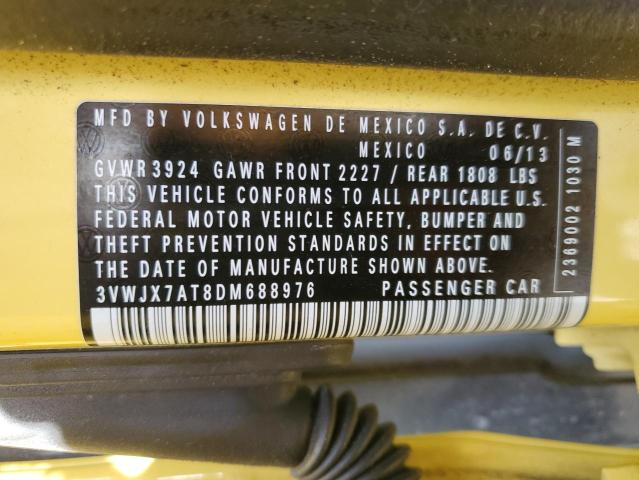 MFD BY VOLKSWAGEN DE MEXICO S.A. DE C.V.
MEXICO 06/13
GVWR 3924 GAWR FRONT 2227 / REAR 1808 LBS
THIS VEHICLE CONFORMS TO ALL APPLICABLE U.S.
FEDERAL MOTOR VEHICLE SAFETY, BUMPER AND
THEFT PREVENTION STANDARDS IN EFFECT ON
THE DATE OF MANUFACTURE SHOWN ABOVE.
3VWJX7AT8DM688976 PASSENGER CAR
2369002 1030 M